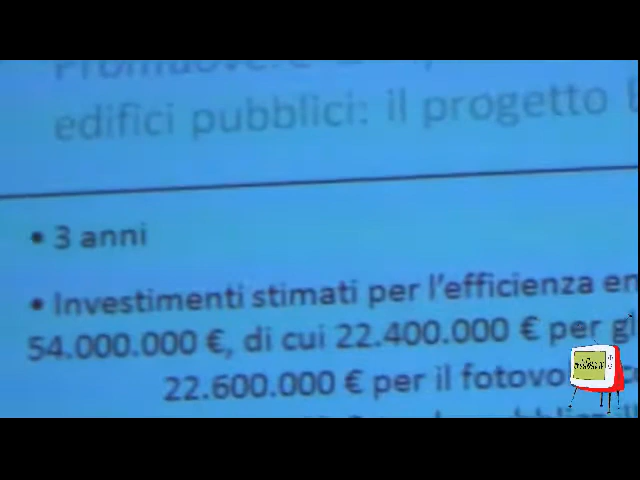 edifici pubblici: il progetto
• 3 anni
• Investimenti stimati per l'efficienza en
54.000.000 €, di cui 22.400.000 € per gl
22.600.000 € per il fotovol